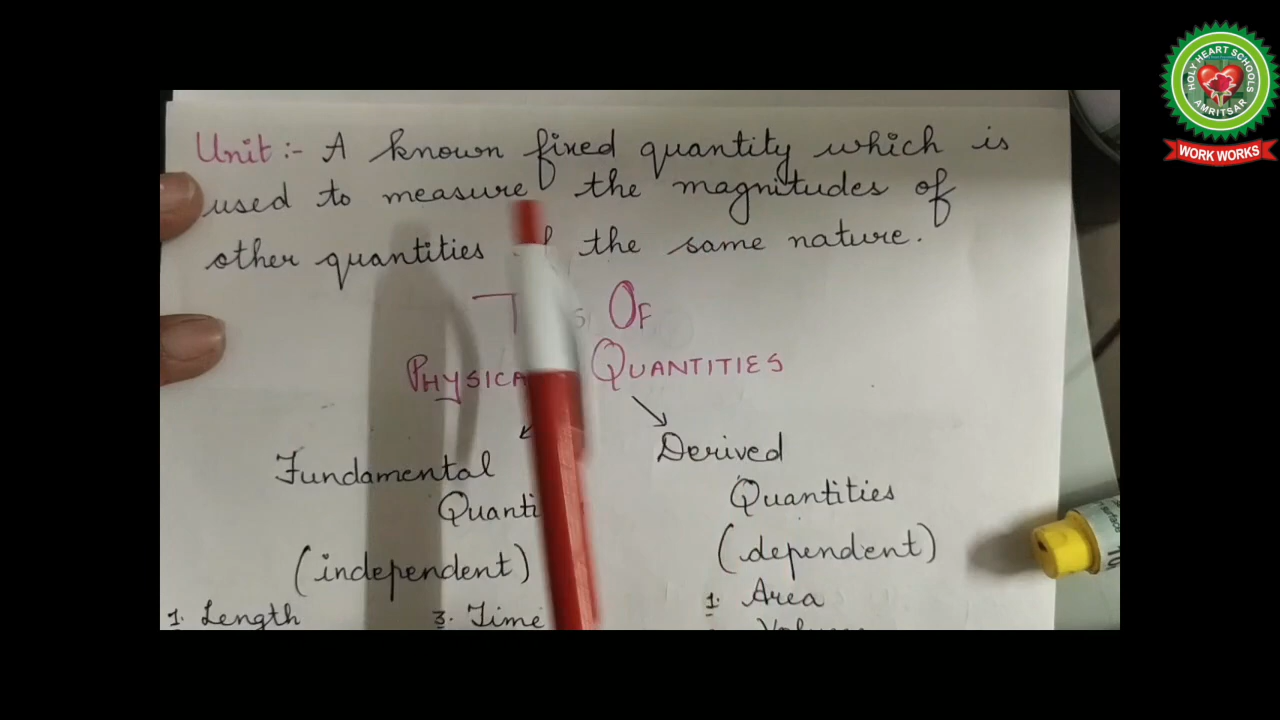 HOLY HEART SCHOOLS
AMRITSAR
WORK WORKS
Unit :- A known fixed quantity which is
used to measure the magnitudes of
other quantities the same nature.
Of
Quantities
Fundamental
Derived
Quantities
(independent)
(dependent)
1. Length 3. Time
1. Area